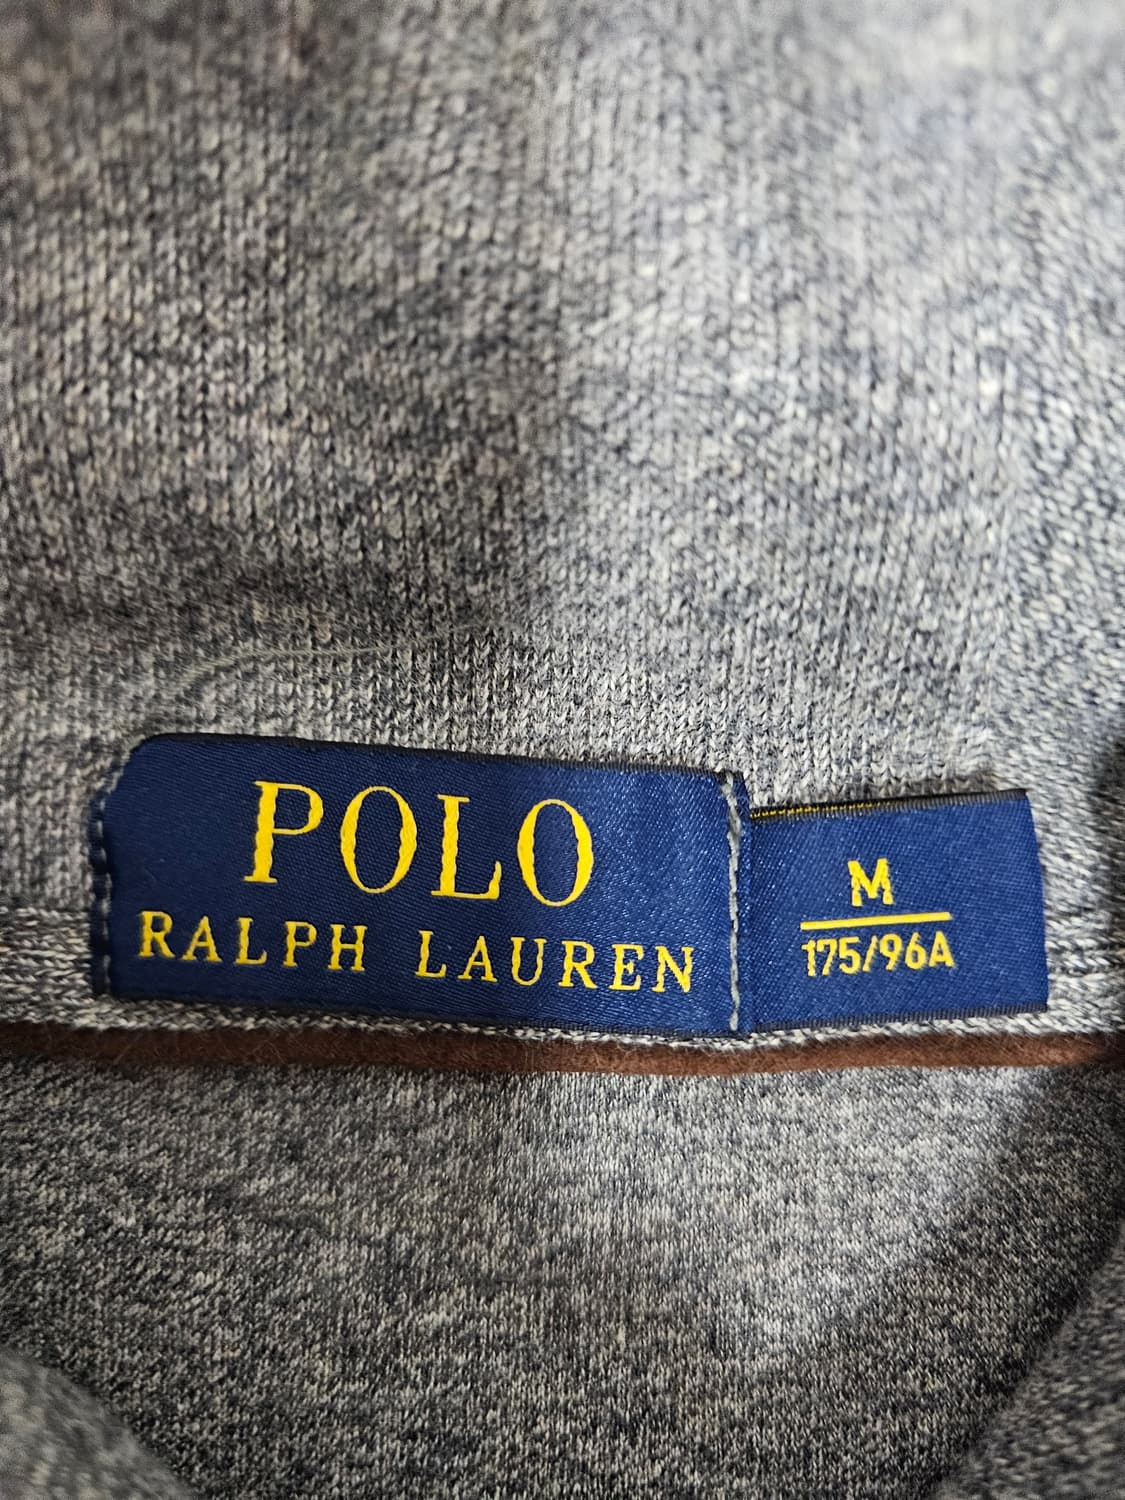 POLO
RALPH LAUREN
M
175/96A